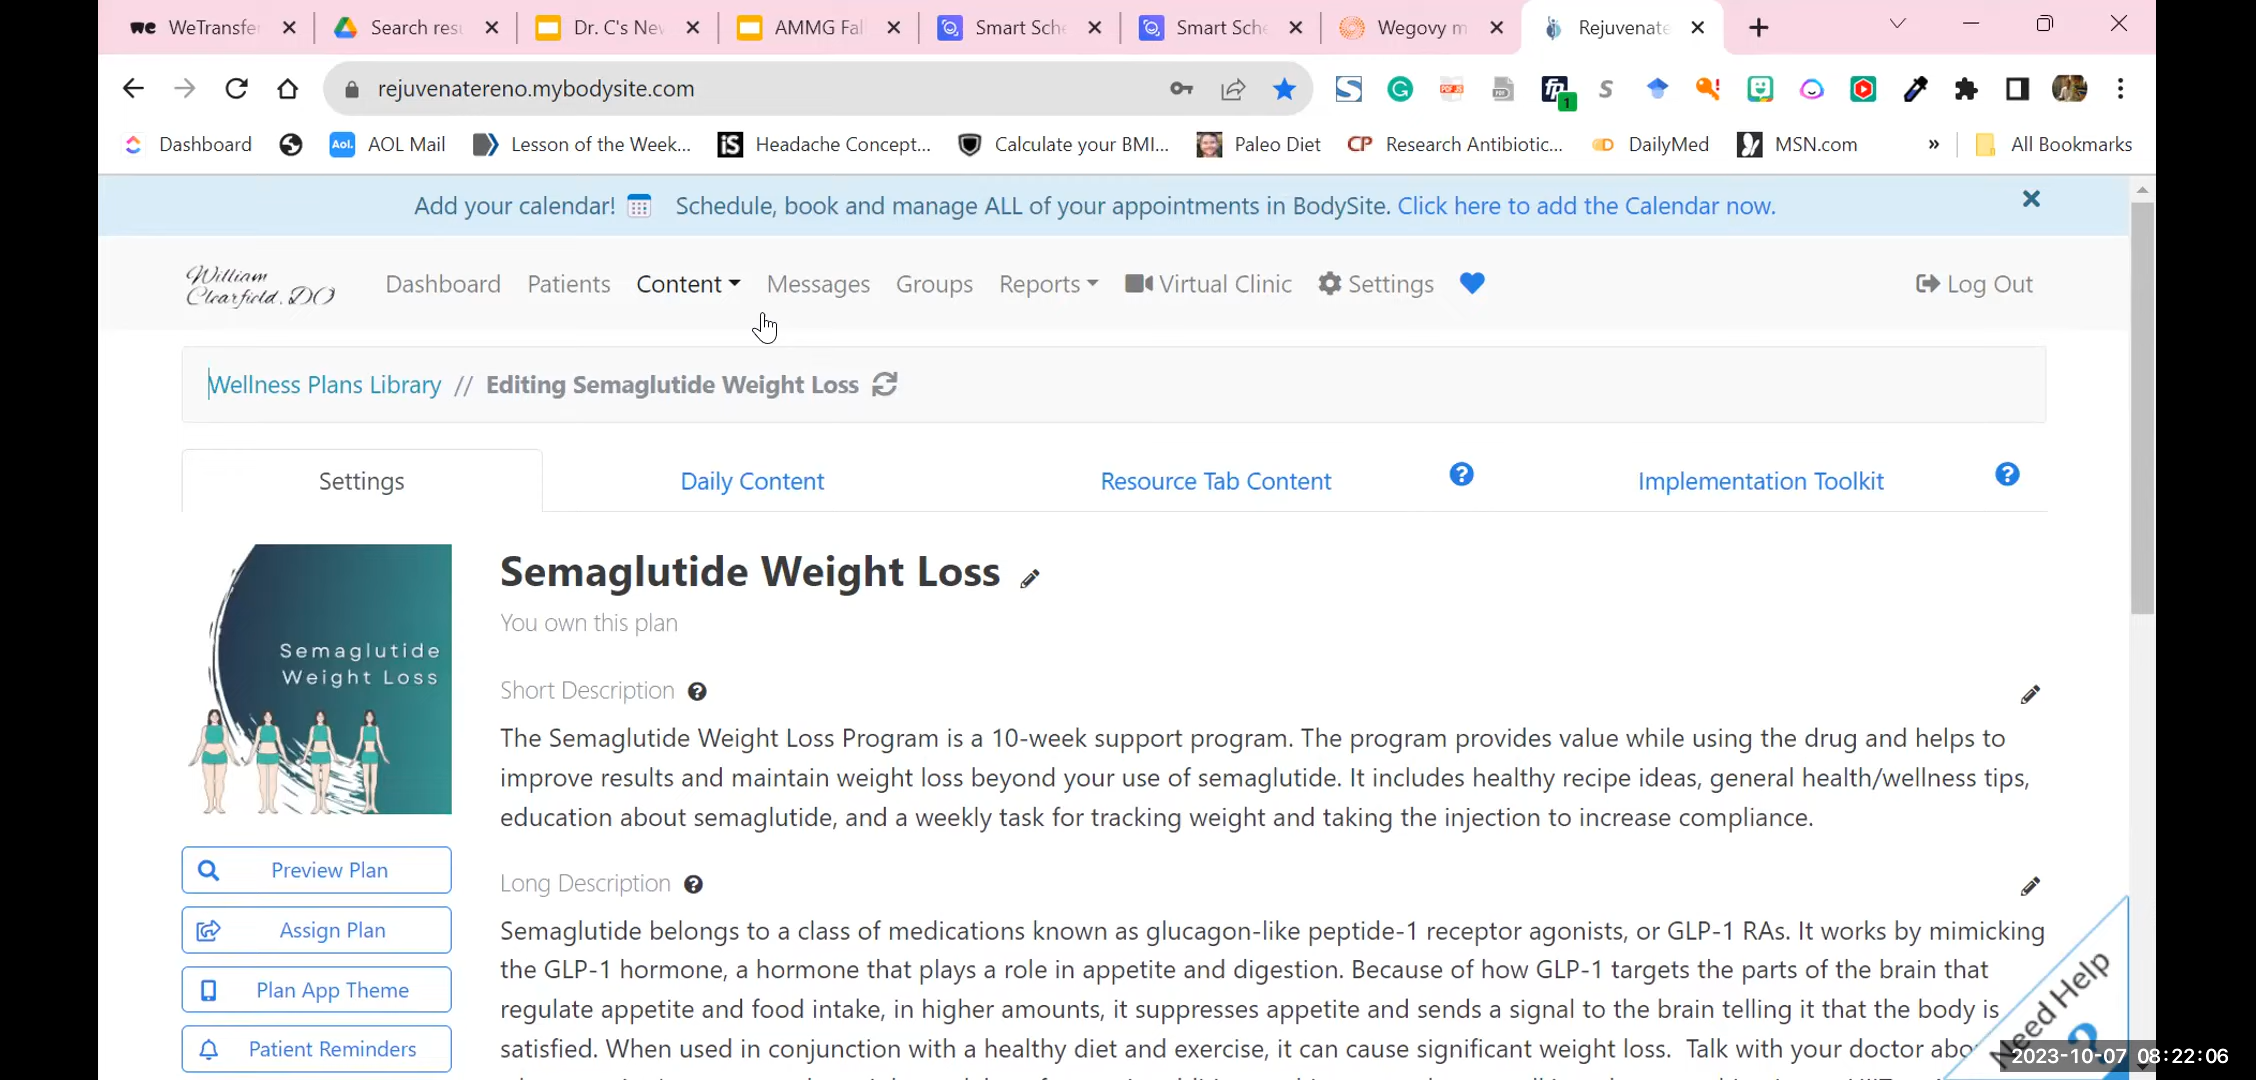 we WeTransfe
Search resu
Dr. C's Nev
AMMG Fal
Smart Sche
Smart Sche
Wegovy m
Rejuvenate
rejuvenatereno.mybodysite.com
1
Dashboard
Aol. AOL Mail
Lesson of the Week...
iS Headache Concept...
Calculate your BMI...
Paleo Diet
CP Research Antibiotic...
DailyMed
MSN.com
»
All Bookmarks
Add your calendar! Schedule, book and manage ALL of your appointments in BodySite. Click here to add the Calendar now.
William
Clearfield, DO
Dashboard Patients Content Messages Groups Reports Virtual Clinic Settings Log Out
Wellness Plans Library // Editing Semaglutide Weight Loss
Settings Daily Content Resource Tab Content ? Implementation Toolkit ?
Semaglutide
Weight Loss
Preview Plan
Assign Plan
Plan App Theme
Patient Reminders
Semaglutide Weight Loss
You own this plan
Short Description ?
The Semaglutide Weight Loss Program is a 10-week support program. The program provides value while using the drug and helps to
improve results and maintain weight loss beyond your use of semaglutide. It includes healthy recipe ideas, general health/wellness tips,
education about semaglutide, and a weekly task for tracking weight and taking the injection to increase compliance.
Long Description ?
Semaglutide belongs to a class of medications known as glucagon-like peptide-1 receptor agonists, or GLP-1 RAs. It works by mimicking
the GLP-1 hormone, a hormone that plays a role in appetite and digestion. Because of how GLP-1 targets the parts of the brain that
regulate appetite and food intake, in higher amounts, it suppresses appetite and sends a signal to the brain telling it that the body is
satisfied. When used in conjunction with a healthy diet and exercise, it can cause significant weight loss. Talk with your doctor abo
Need Help
?
2023-10-07 08:22:06